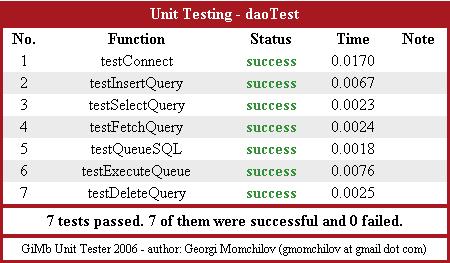 Unit Testing - daoTest
No. Function Status Time Note
1 testConnect success 0.0170
2 testInsertQuery success 0.0067
3 testSelectQuery success 0.0023
4 testFetchQuery success 0.0024
5 testQueueSQL success 0.0018
6 testExecuteQueue success 0.0076
7 testDeleteQuery success 0.0025
7 tests passed. 7 of them were successful and 0 failed.
GiMb Unit Tester 2006 - author: Georgi Momchilov (gmomchilov at gmail dot com)